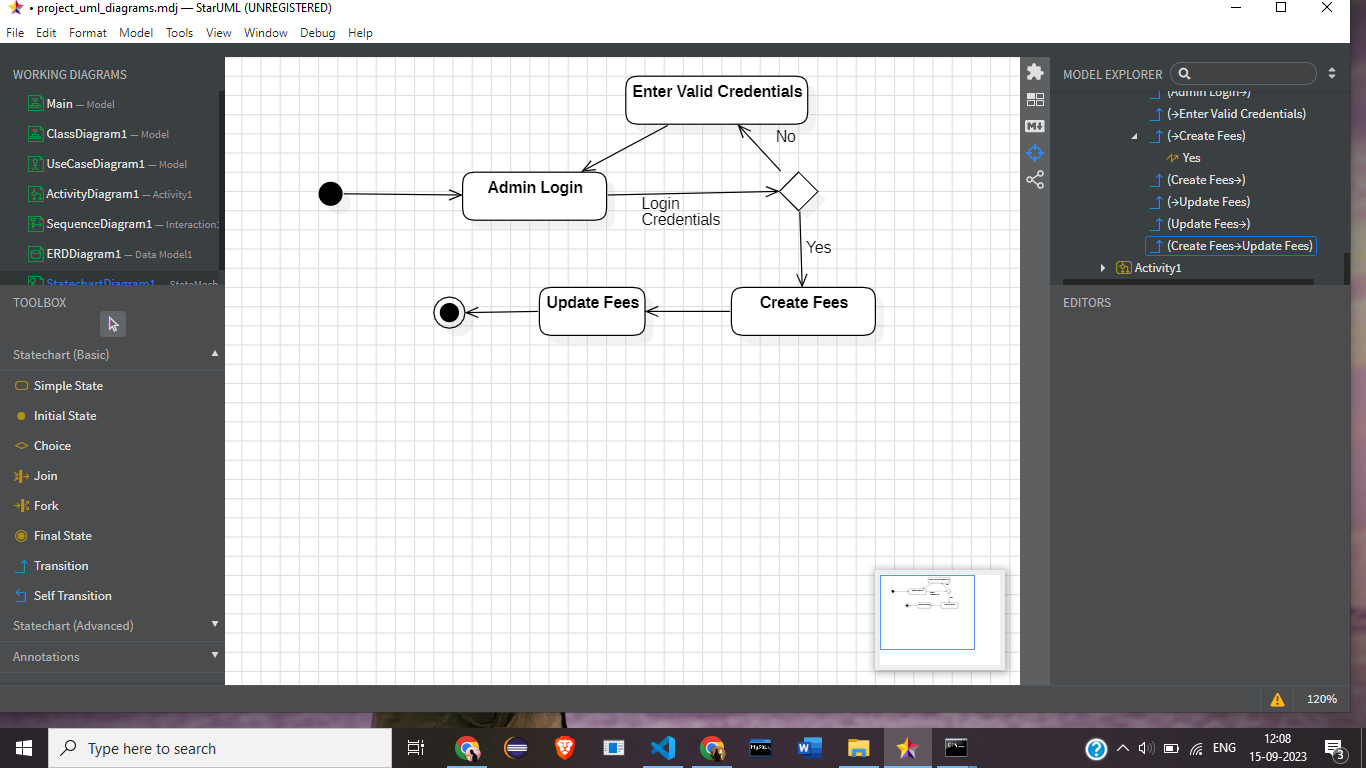 • project_uml_diagrams.mdj — StarUML (UNREGISTERED)
File Edit Format Model Tools View Window Debug Help
WORKING DIAGRAMS
Main — Model
ClassDiagram1 — Model
UseCaseDiagram1 — Model
ActivityDiagram1 — Activity1
SequenceDiagram1 — Interaction1
ERDDiagram1 — Data Model1
StatechartDiagram1 — StateMach
TOOLBOX
Statechart (Basic)
Simple State
Initial State
Choice
Join
Fork
Final State
Transition
Self Transition
Statechart (Advanced)
Annotations
Enter Valid Credentials
No
Admin Login
Login
Credentials
Yes
Update Fees
Create Fees
MODEL EXPLORER
(Admin Login→)
(→Enter Valid Credentials)
(→Create Fees)
Yes
(Create Fees→)
(→Update Fees)
(Update Fees→)
(Create Fees→Update Fees)
Activity1
EDITORS
120%
Type here to search
ENG
12:08
15-09-2023
3